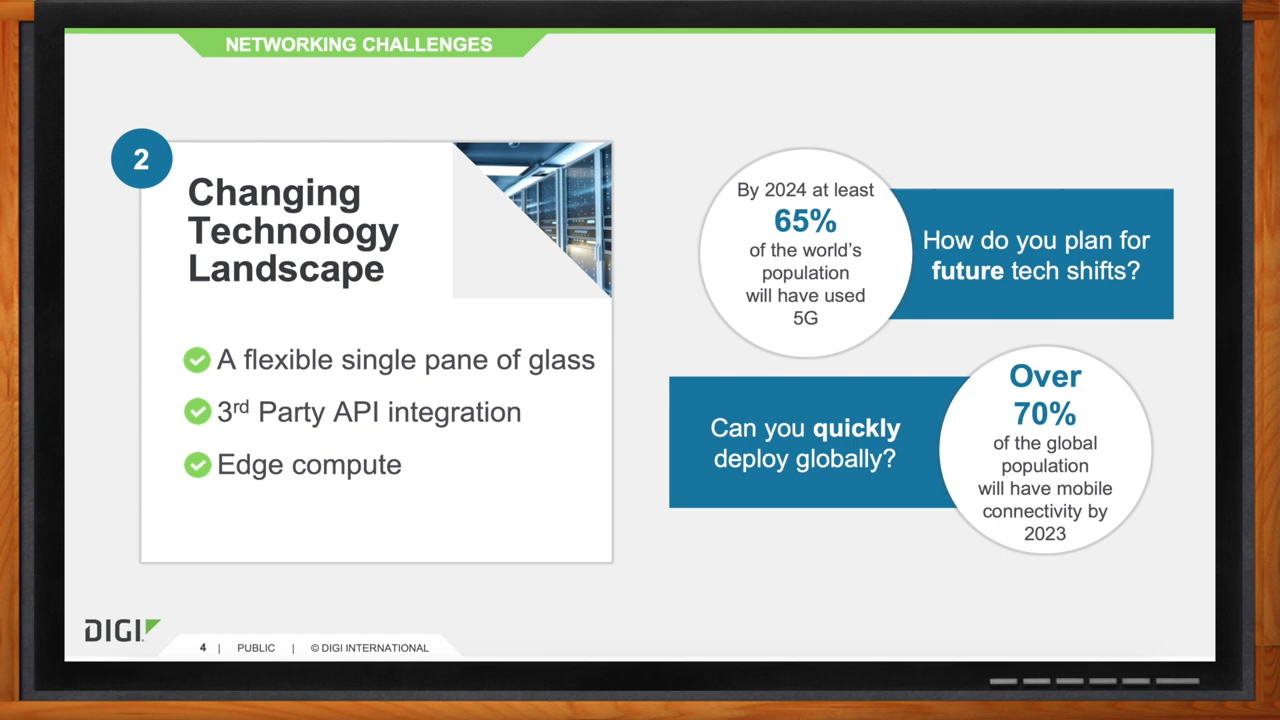 NETWORKING CHALLENGES
2
Changing
Technology
Landscape
A flexible single pane of glass
3rd Party API integration
Edge compute
By 2024 at least
65%
of the world’s
population
will have used
5G
How do you plan for
future tech shifts?
Can you quickly
deploy globally?
Over
70%
of the global
population
will have mobile
connectivity by
2023
DIGI
4 | PUBLIC | © DIGI INTERNATIONAL